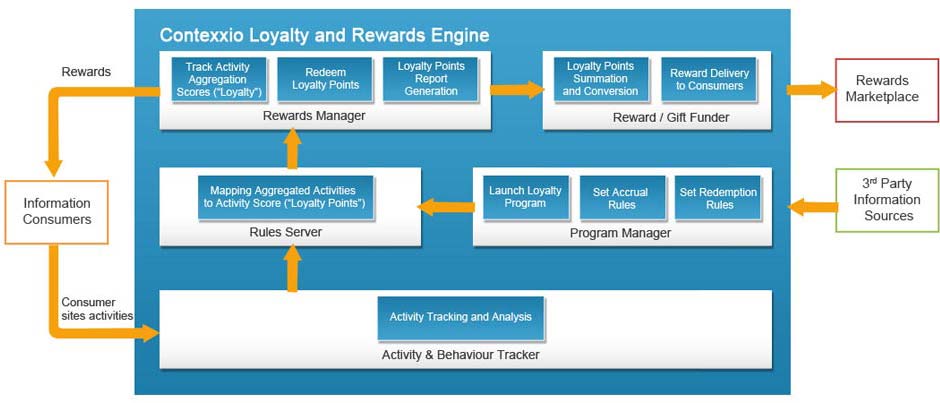 Contexxio Loyalty and Rewards Engine
Rewards
Track Activity
Aggregation
Scores (“Loyalty”)
Redeem
Loyalty Points
Loyalty Points
Report
Generation
Rewards Manager
Loyalty Points
Summation
and Conversion
Reward Delivery
to Consumers
Reward / Gift Funder
Rewards
Marketplace
Information
Consumers
Mapping Aggregated Activities
to Activity Score (“Loyalty Points”)
Rules Server
Launch Loyalty
Program
Set Accrual
Rules
Set Redemption
Rules
Program Manager
3rd Party
Information
Sources
Consumer
sites activities
Activity Tracking and Analysis
Activity & Behaviour Tracker